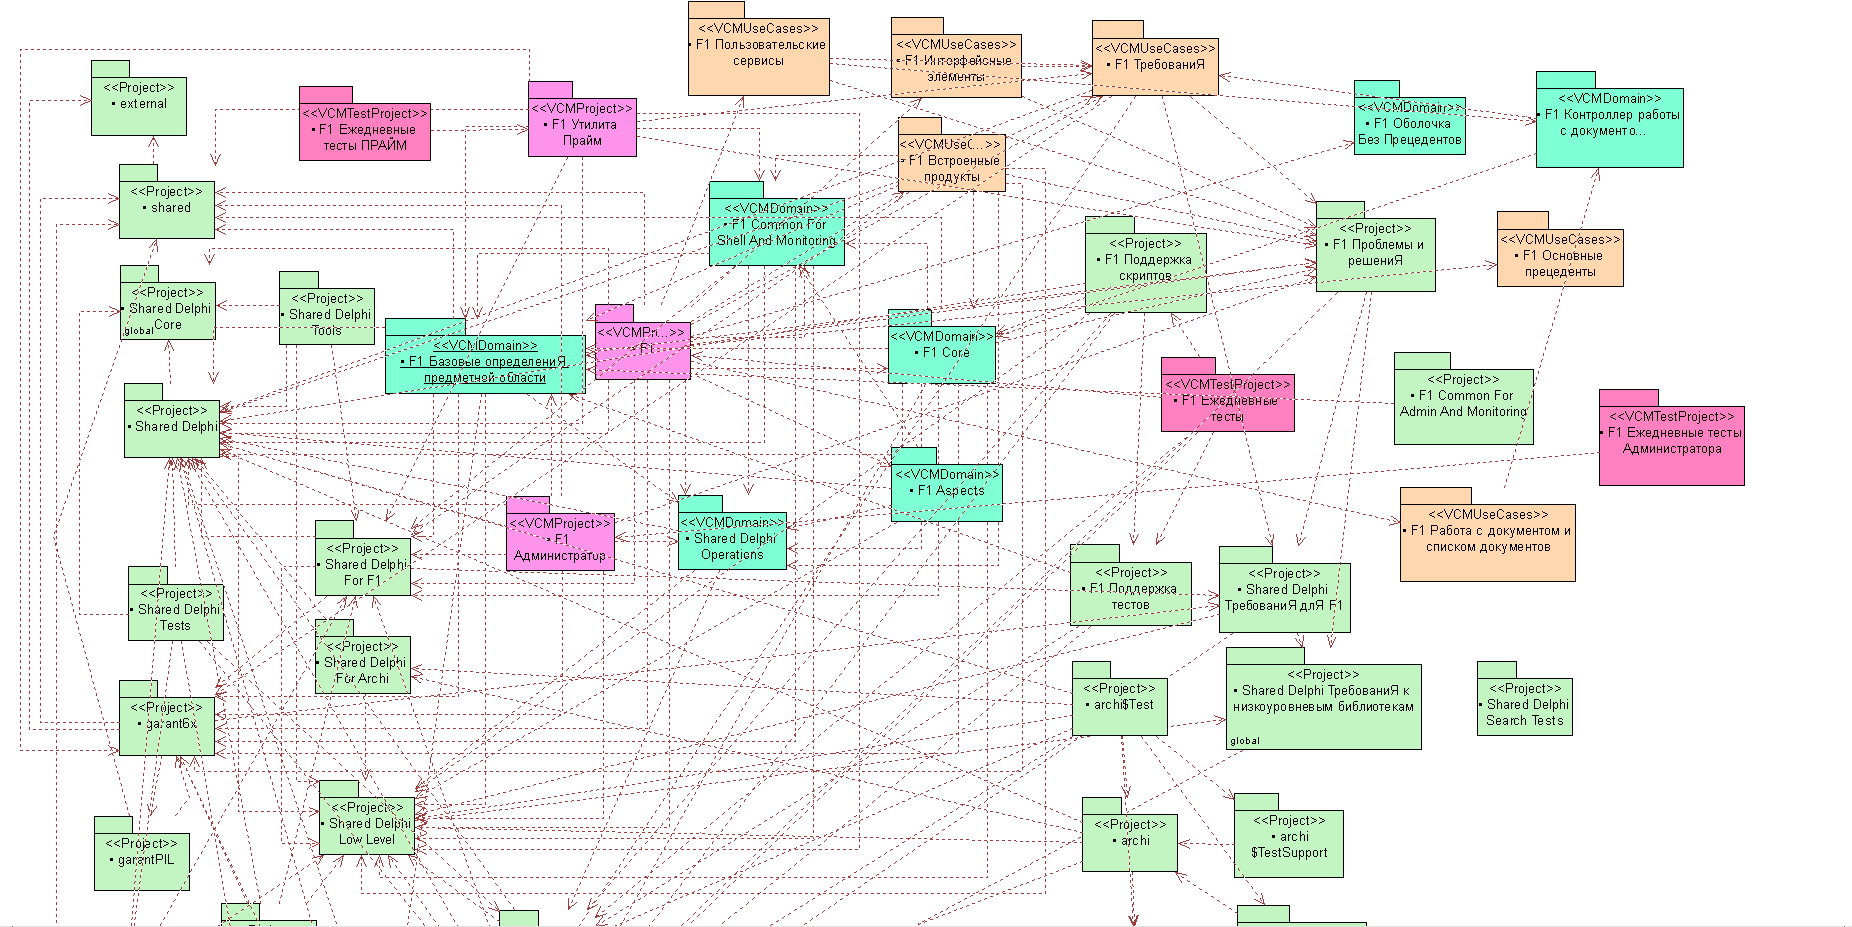 <<VCMUseCases>>
F1 Пользовательские
сервисы
<<VCMUseCases>>
F1 Интерфейсные
элементы
<<VCMUseCases>>
F1 ТребованиЯ
<<Project>>
external
<<VCMTestProject>>
F1 Ежедневные
тесты ПРАЙМ
<<VCMProject>>
F1 Утилита
Прайм
<<VCMUseC...>>
F1 Встроенные
продукты
<<VCMDomain>>
F1 Оболочка
Без Прецедентов
<<VCMDomain>>
F1 Контроллер работы
с документо...
<<Project>>
shared
<<VCMDomain>>
F1 Common For
Shell And Monitoring
<<Project>>
F1 Поддержка
скриптов
<<Project>>
F1 Проблемы и
решениЯ
<<VCMUseCases>>
F1 Основные
прецеденты
<<Project>>
Shared Delphi
Core
global
<<Project>>
Shared Delphi
Tools
<<VCMDomain>>
F1 Базовые определениЯ
предметной области
<<VCMPr...>>
F1
<<VCMDomain>>
F1 Core
<<VCMTestProject>>
F1 Ежедневные
тесты
<<Project>>
F1 Common For
Admin And Monitoring
<<VCMTestProject>>
F1 Ежедневные тесты
Администратора
<<Project>>
Shared Delphi
<<VCMDomain>>
F1 Aspects
<<VCMProject>>
F1
Администратор
<<VCMDomain>>
Shared Delphi
Operations
<<VCMUseCases>>
F1 Работа с документом и
списком документов
<<Project>>
Shared Delphi
For F1
<<Project>>
F1 Поддержка
тестов
<<Project>>
Shared Delphi
ТребованиЯ длЯ F1
<<Project>>
Shared Delphi
Tests
<<Project>>
Shared Delphi
For Archi
<<Project>>
archi$Test
<<Project>>
Shared Delphi ТребованиЯ к
низкоуровневым библиотекам
global
<<Project>>
Shared Delphi
Search Tests
<<Project>>
garant6x
<<Project>>
Shared Delphi
Low Level
<<Project>>
garantPIL
<<Project>>
archi
<<Project>>
archi
$TestSupport